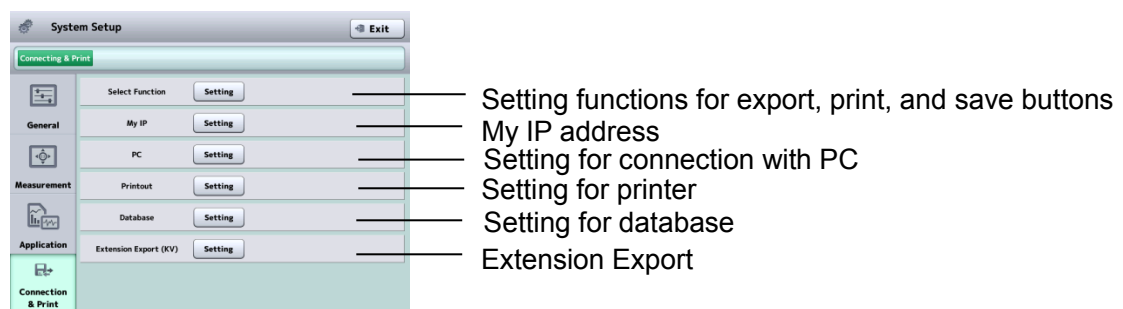 System Setup
Exit
Connecting & Print
Select Function Setting Setting functions for export, print, and save buttons
General
My IP Setting My IP address
PC Setting Setting for connection with PC
Measurement
Printout Setting Setting for printer
Database Setting Setting for database
Application
Extension Export (KV) Setting Extension Export
Connection
& Print